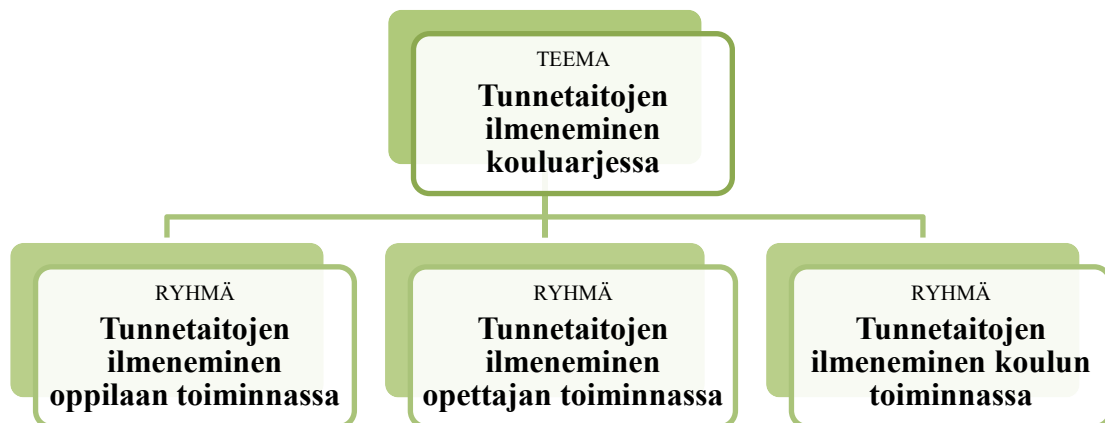 TEEMA
Tunnetaitojen
ilmeneminen
kouluarjessa
RYHMÄ
Tunnetaitojen
ilmeneminen
oppilaan toiminnassa
RYHMÄ
Tunnetaitojen
ilmeneminen
opettajan toiminnassa
RYHMÄ
Tunnetaitojen
ilmeneminen koulun
toiminnassa